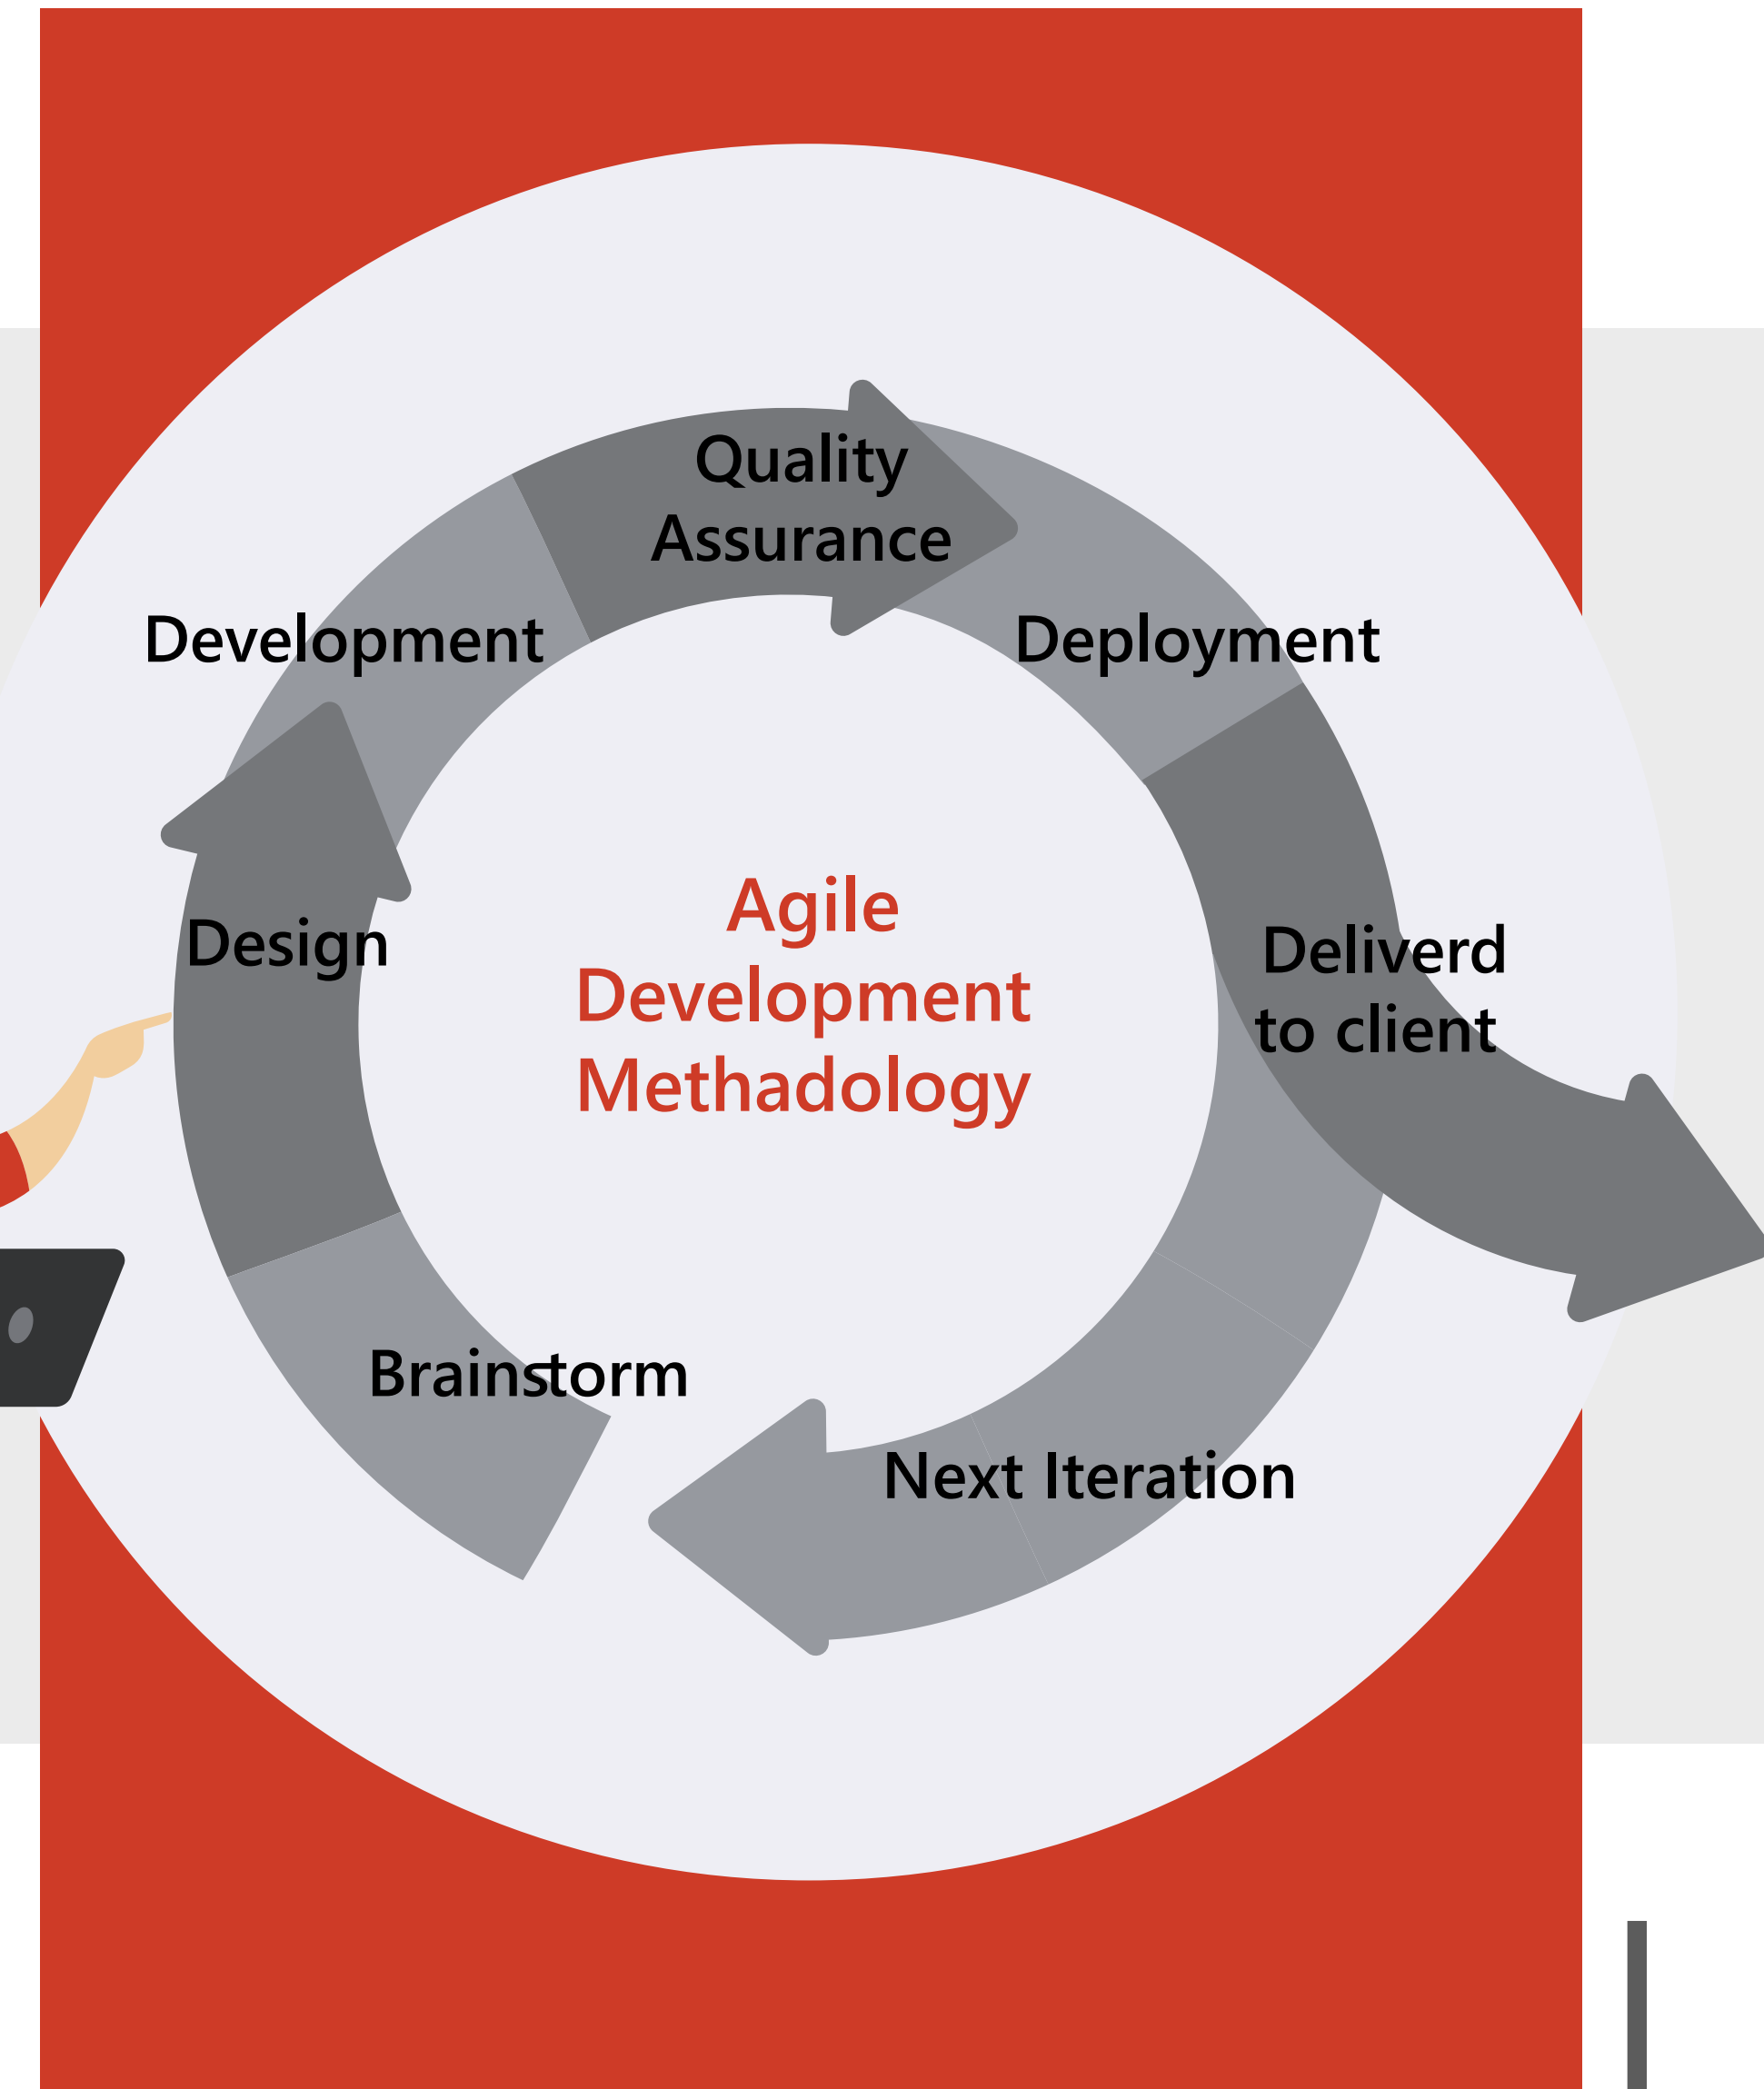 Quality
Assurance
Development
Deployment
Agile
Development
Methadology
Design
Deliverd
to client
Brainstorm
Next Iteration